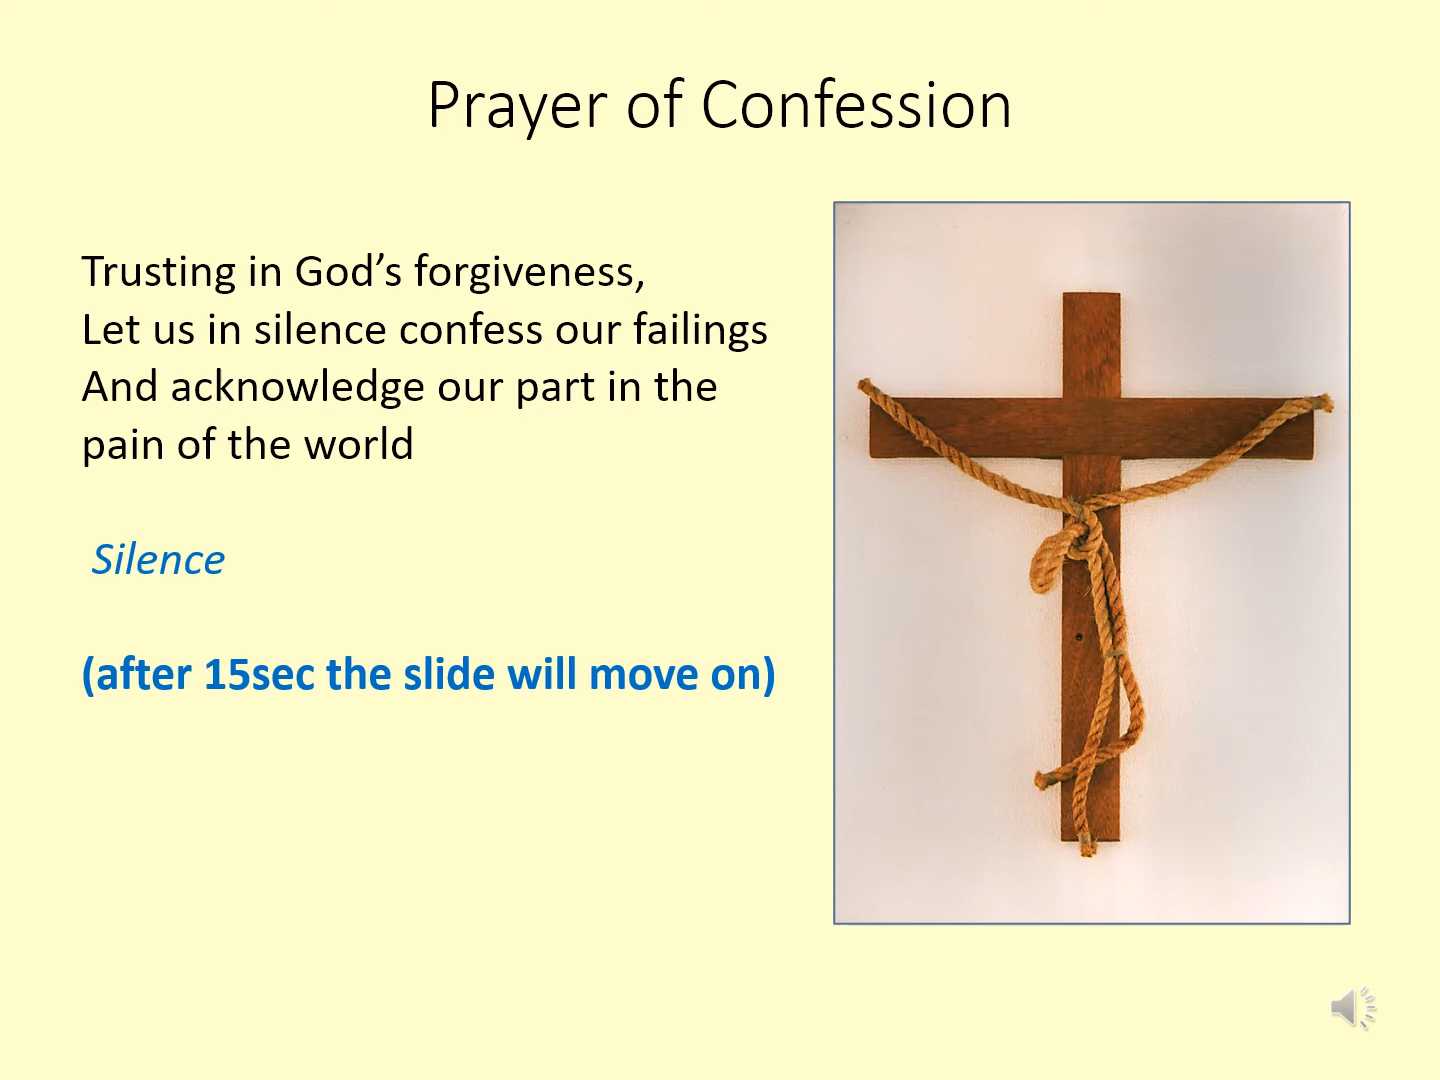 Prayer of Confession
Trusting in God’s forgiveness,
Let us in silence confess our failings
And acknowledge our part in the
pain of the world
Silence
(after 15sec the slide will move on)